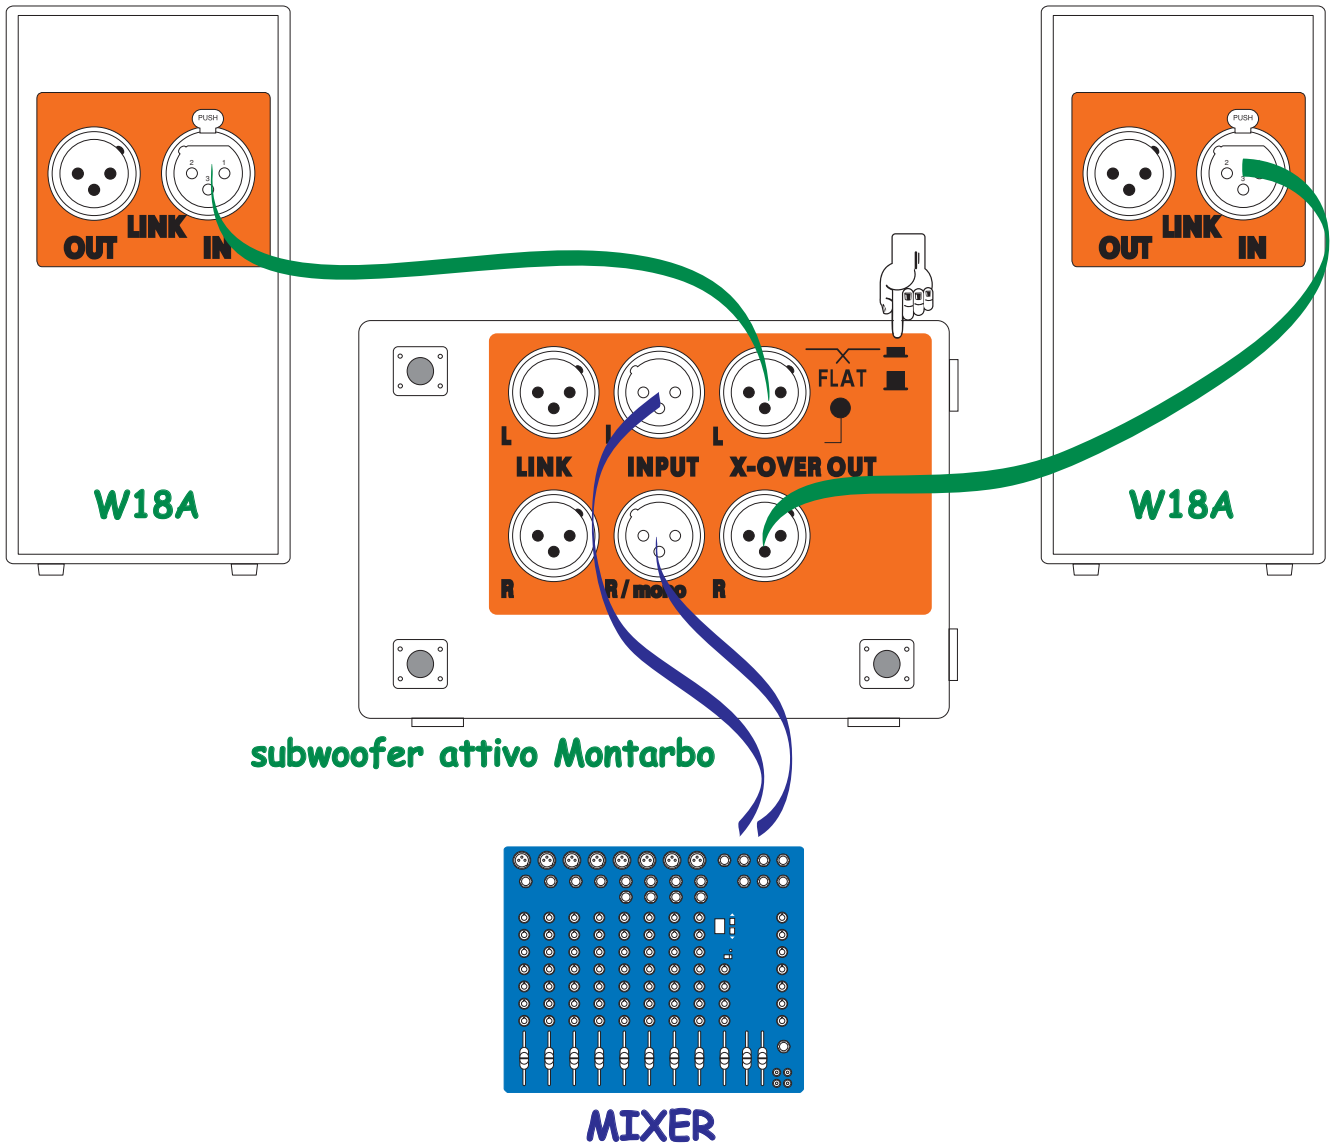 PUSH
2 1
3
LINK
OUT IN
W18A
PUSH
2
3
LINK
OUT IN
W18A
FLAT
L L L
LINK INPUT X-OVER OUT
R R / mono R
subwoofer attivo Montarbo
MIXER